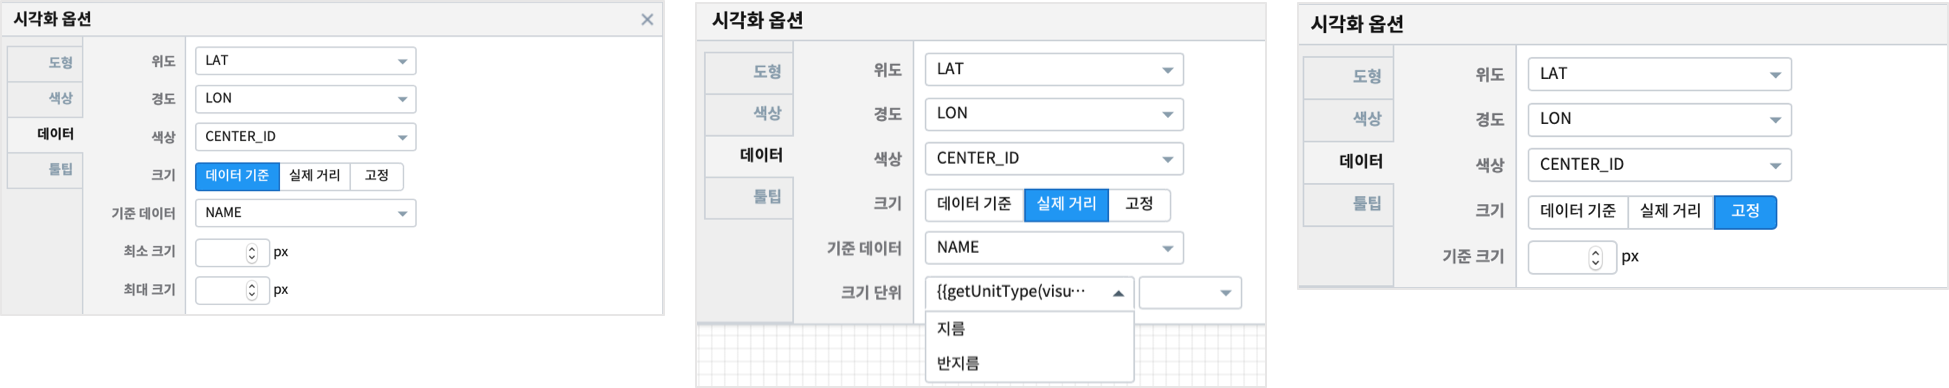 시각화 옵션
도형
색상
데이터
툴팁
위도 LAT
경도 LON
색상 CENTER_ID
크기 데이터 기준 실제 거리 고정
기준 데이터 NAME
최소 크기 px
최대 크기 px
시각화 옵션
도형
색상
데이터
툴팁
위도 LAT
경도 LON
색상 CENTER_ID
크기 데이터 기준 실제 거리 고정
기준 데이터 NAME
크기 단위 {{getUnitType(visu···
지름
반지름
시각화 옵션
도형
색상
데이터
툴팁
위도 LAT
경도 LON
색상 CENTER_ID
크기 데이터 기준 실제 거리 고정
기준 크기 px